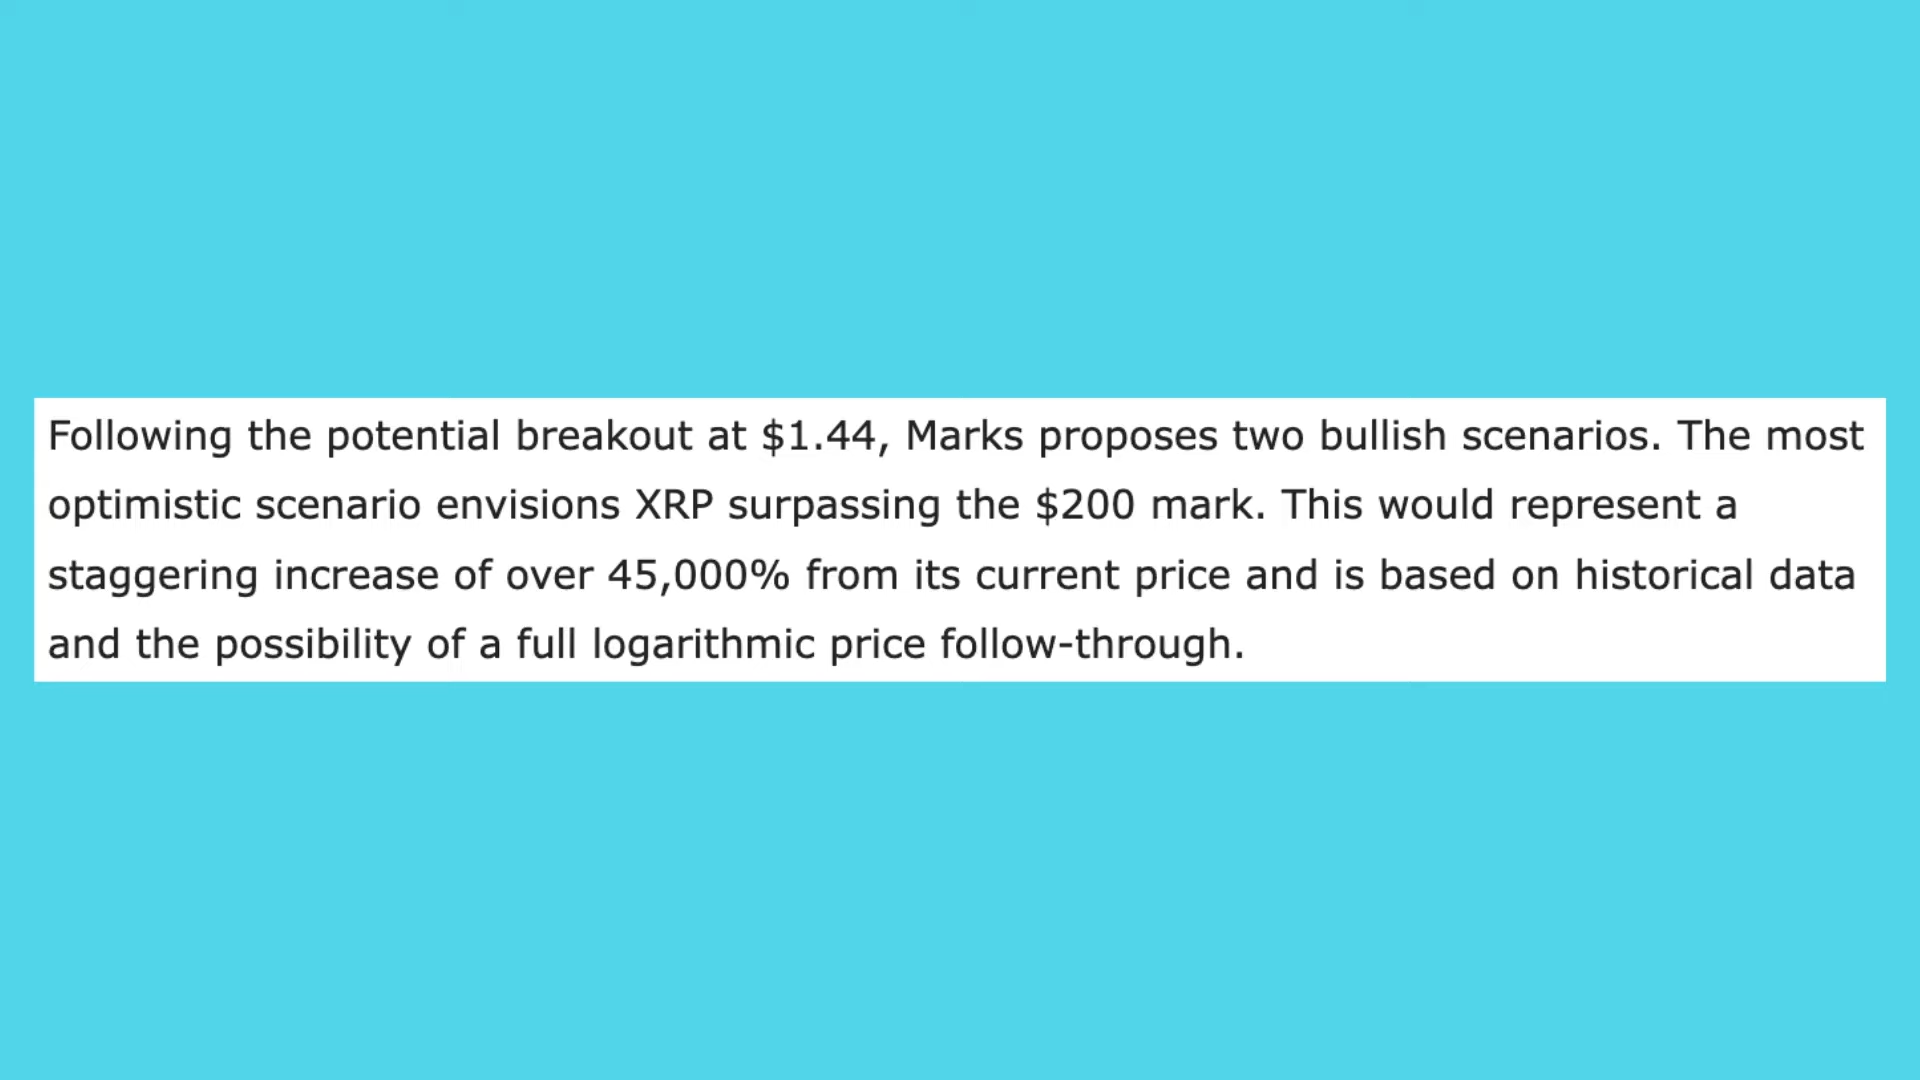 Following the potential breakout at $1.44, Marks proposes two bullish scenarios. The most
optimistic scenario envisions XRP surpassing the $200 mark. This would represent a
staggering increase of over 45,000% from its current price and is based on historical data
and the possibility of a full logarithmic price follow-through.